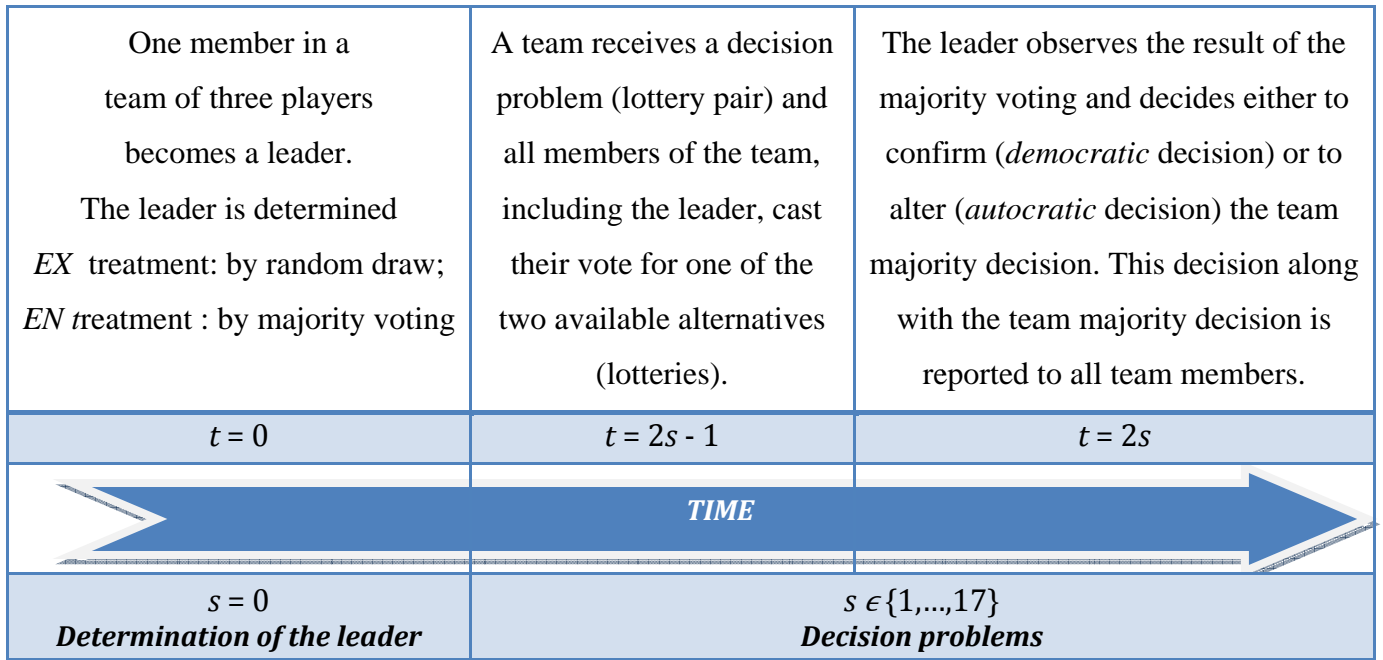 One member in a
team of three players
becomes a leader.
The leader is determined
EX treatment: by random draw;
EN treatment : by majority voting
A team receives a decision
problem (lottery pair) and
all members of the team,
including the leader, cast
their vote for one of the
two available alternatives
(lotteries).
The leader observes the result of the
majority voting and decides either to
confirm (democratic decision) or to
alter (autocratic decision) the team
majority decision. This decision along
with the team majority decision is
reported to all team members.
t = 0
t = 2s - 1
t = 2s
TIME
s = 0
Determination of the leader
s ϵ {1,...,17}
Decision problems